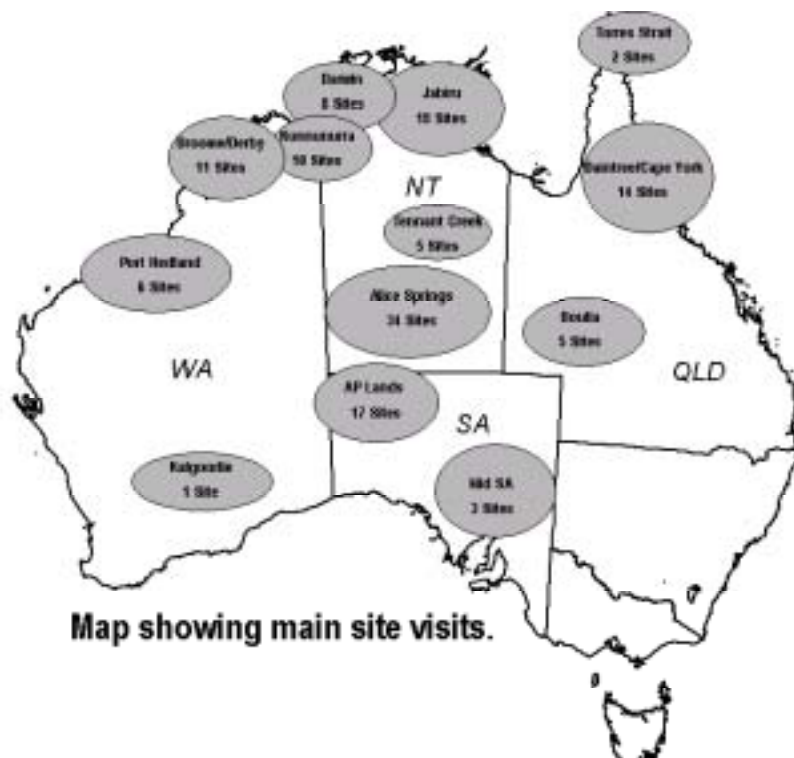 Torres Strait
2 Sites
Darwin
8 Sites
Jabiru
18 Sites
Broome/Derby
11 Sites
Kununurra
10 Sites
Daintree/Cape York
14 Sites
NT
Tennant Creek
5 Sites
Port Hedland
6 Sites
Alice Springs
34 Sites
Boulia
5 Sites
WA
QLD
AP Lands
17 Sites
SA
Kalgoorlie
1 Site
Mid SA
3 Sites
Map showing main site visits.